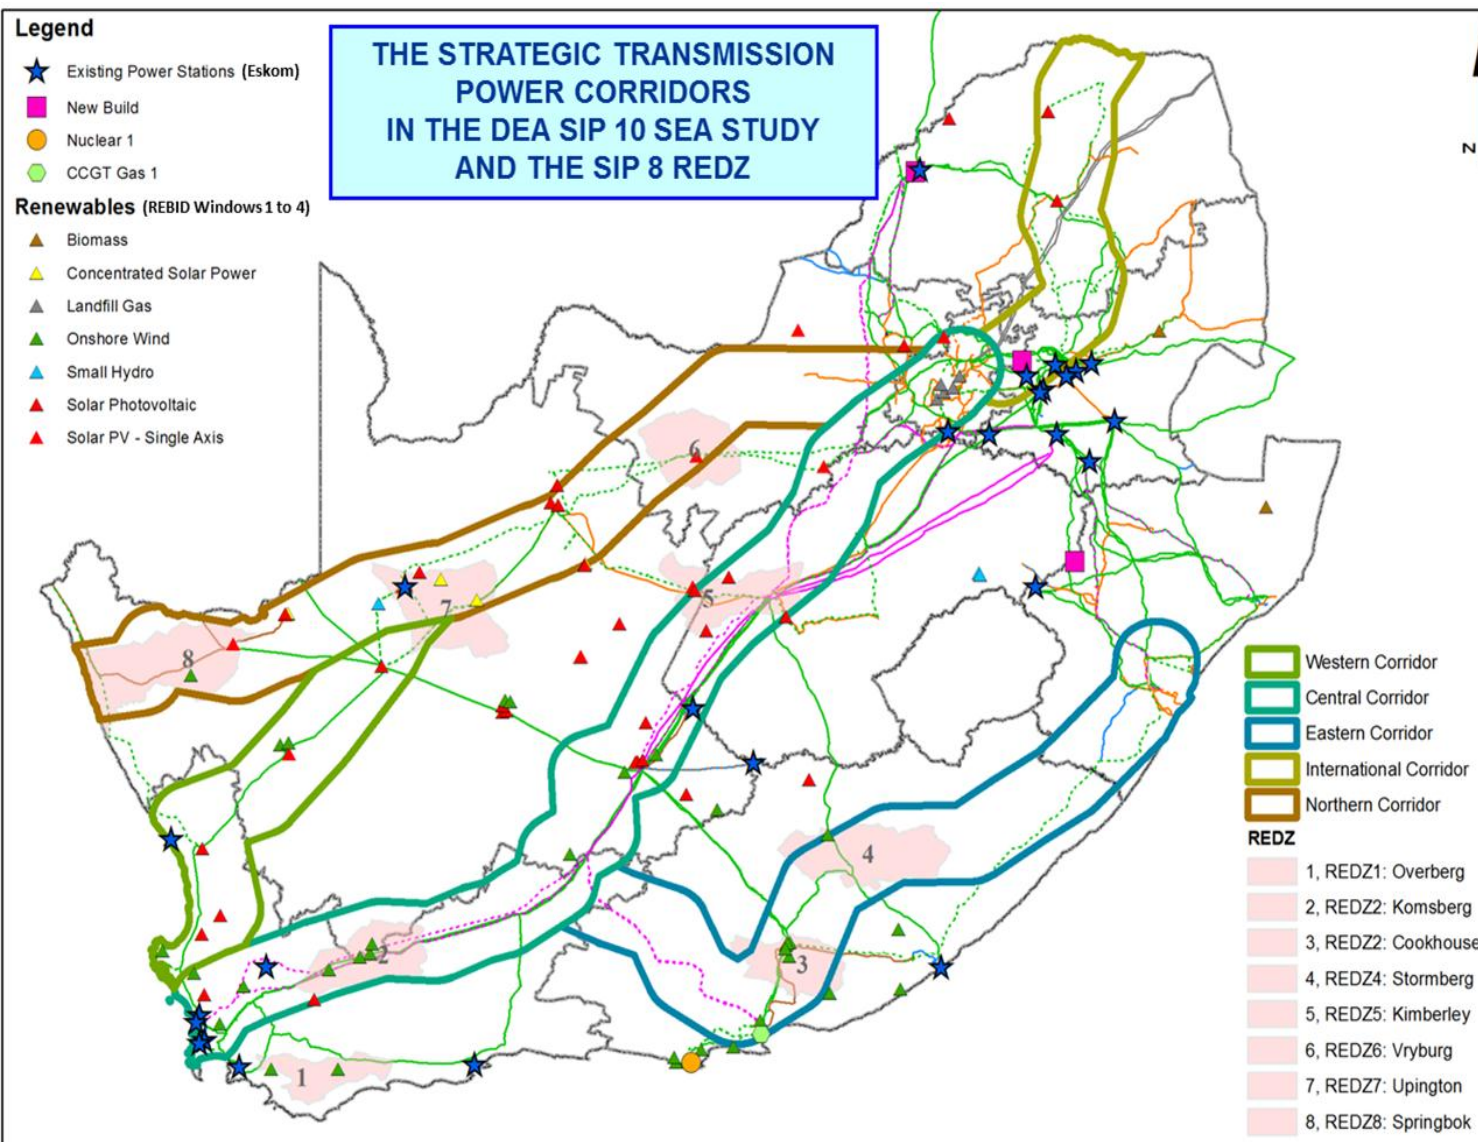 Legend
Existing Power Stations (Eskom)
New Build
Nuclear 1
CCGT Gas 1
Renewables (REBID Windows 1 to 4)
Biomass
Concentrated Solar Power
Landfill Gas
Onshore Wind
Small Hydro
Solar Photovoltaic
Solar PV - Single Axis
THE STRATEGIC TRANSMISSION
POWER CORRIDORS
IN THE DEA SIP 10 SEA STUDY
AND THE SIP 8 REDZ
N
6
7
5
8
4
2
3
1
Western Corridor
Central Corridor
Eastern Corridor
International Corridor
Northern Corridor
REDZ
1, REDZ1: Overberg
2, REDZ2: Komsberg
3, REDZ2: Cookhouse
4, REDZ4: Stormberg
5, REDZ5: Kimberley
6, REDZ6: Vryburg
7, REDZ7: Upington
8, REDZ8: Springbok